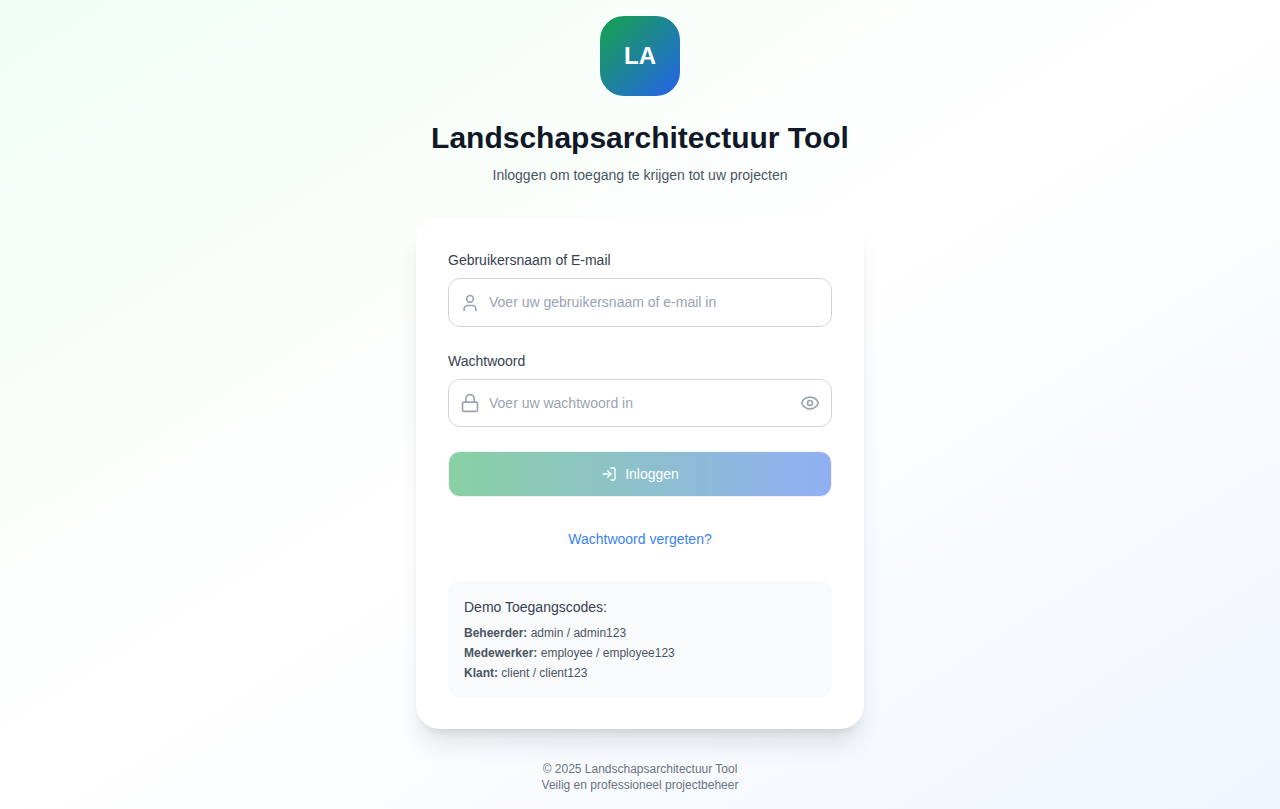 LA
Landschapsarchitectuur Tool
Inloggen om toegang te krijgen tot uw projecten
Gebruikersnaam of E-mail
Voer uw gebruikersnaam of e-mail in
Wachtwoord
Voer uw wachtwoord in
Inloggen
Wachtwoord vergeten?
Demo Toegangscodes:
Beheerder: admin / admin123
Medewerker: employee / employee123
Klant: client / client123
© 2025 Landschapsarchitectuur Tool
Veilig en professioneel projectbeheer